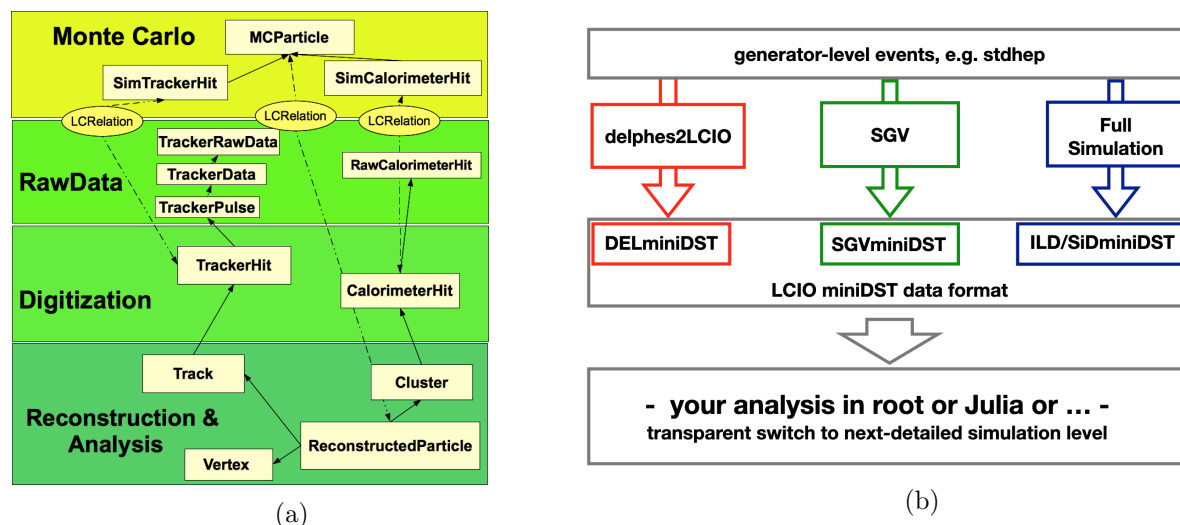 Monte Carlo
MCParticle
SimTrackerHit
SimCalorimeterHit
LCRelation
LCRelation
LCRelation
RawData
TrackerRawData
TrackerData
TrackerPulse
RawCalorimeterHit
Digitization
TrackerHit
CalorimeterHit
Reconstruction &
Analysis
Track
Cluster
ReconstructedParticle
Vertex
(a)
generator-level events, e.g. stdhep
delphes2LCIO
SGV
Full
Simulation
DELminiDST
SGVminiDST
ILD/SiDminiDST
LCIO miniDST data format
- your analysis in root or Julia or ... -
transparent switch to next-detailed simulation level
(b)